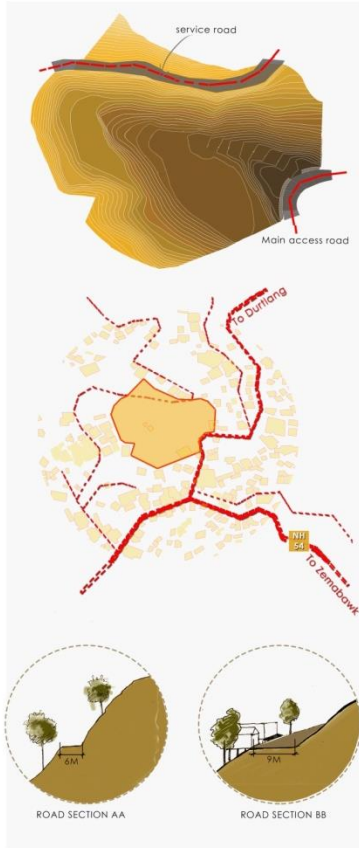 service road
Main access road
To Durtlang
NH
54
To Zemabawk
6M
9M
ROAD SECTION AA
ROAD SECTION BB